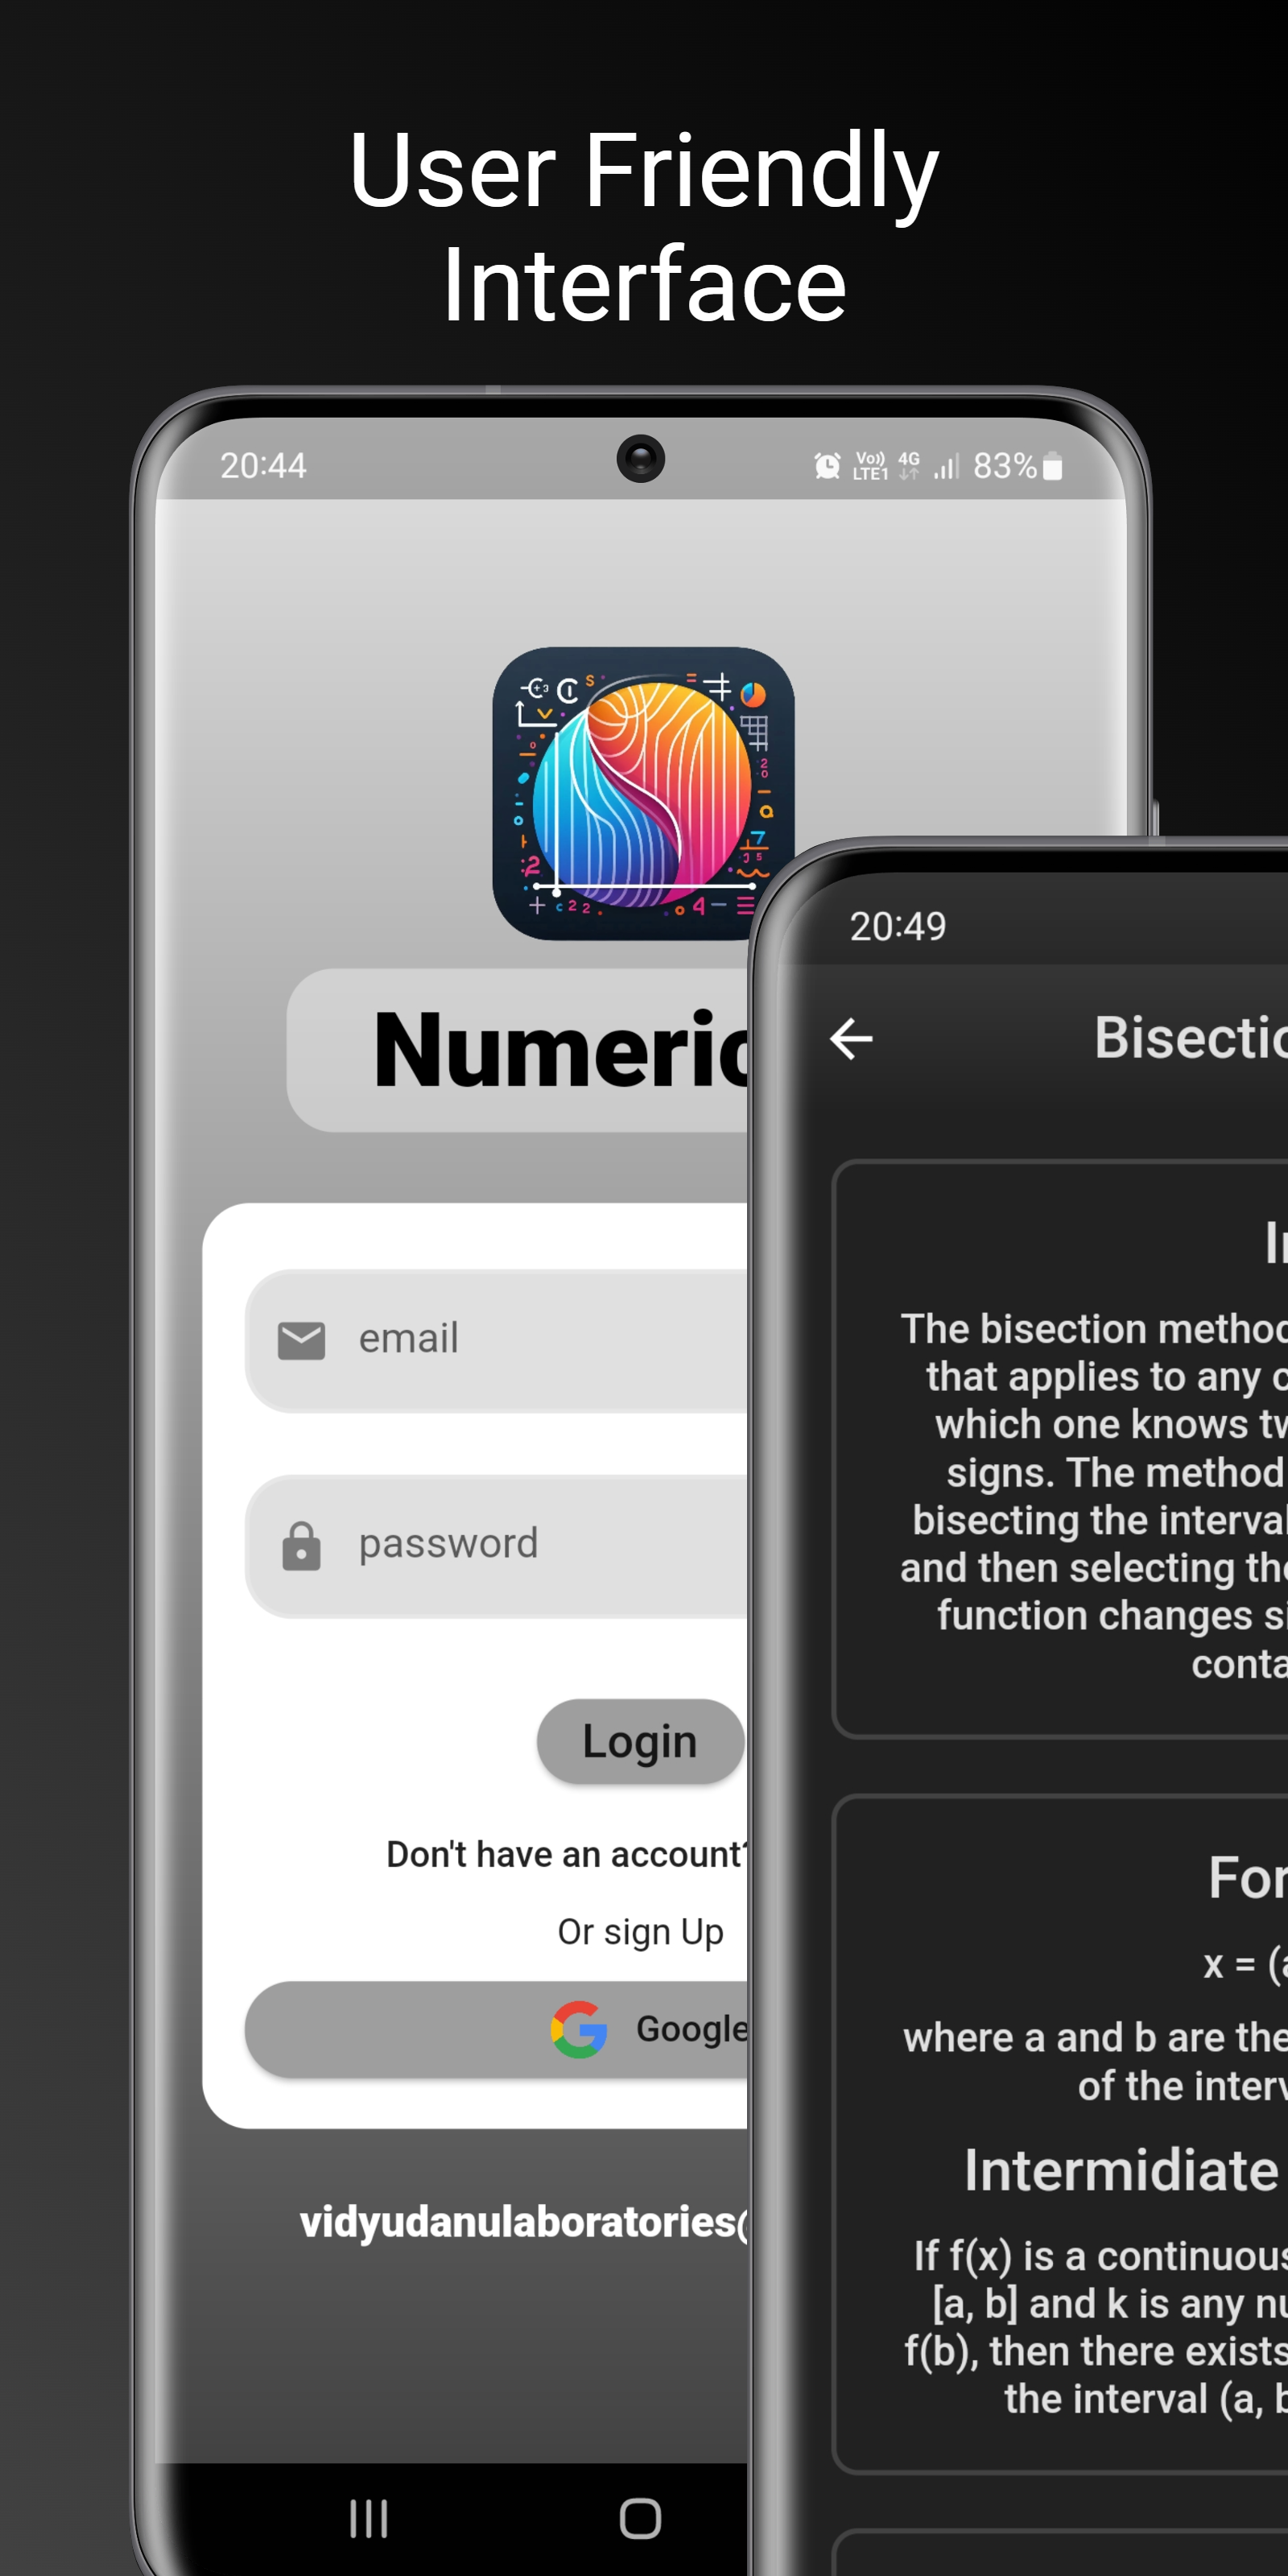 User Friendly
Interface
20:44
Vo))
LTE1
4G
83%
Numeric
email
password
Login
Don't have an account?
Or sign Up
Google
vidyudanulaboratories@
20:49
Bisectio
The bisection method
that applies to any c
which one knows tw
signs. The method
bisecting the interval
and then selecting the
function changes si
conta
For
x = (a
where a and b are the
of the interv
Intermidiate
If f(x) is a continuous
[a, b] and k is any nu
f(b), then there exists
the interval (a, b